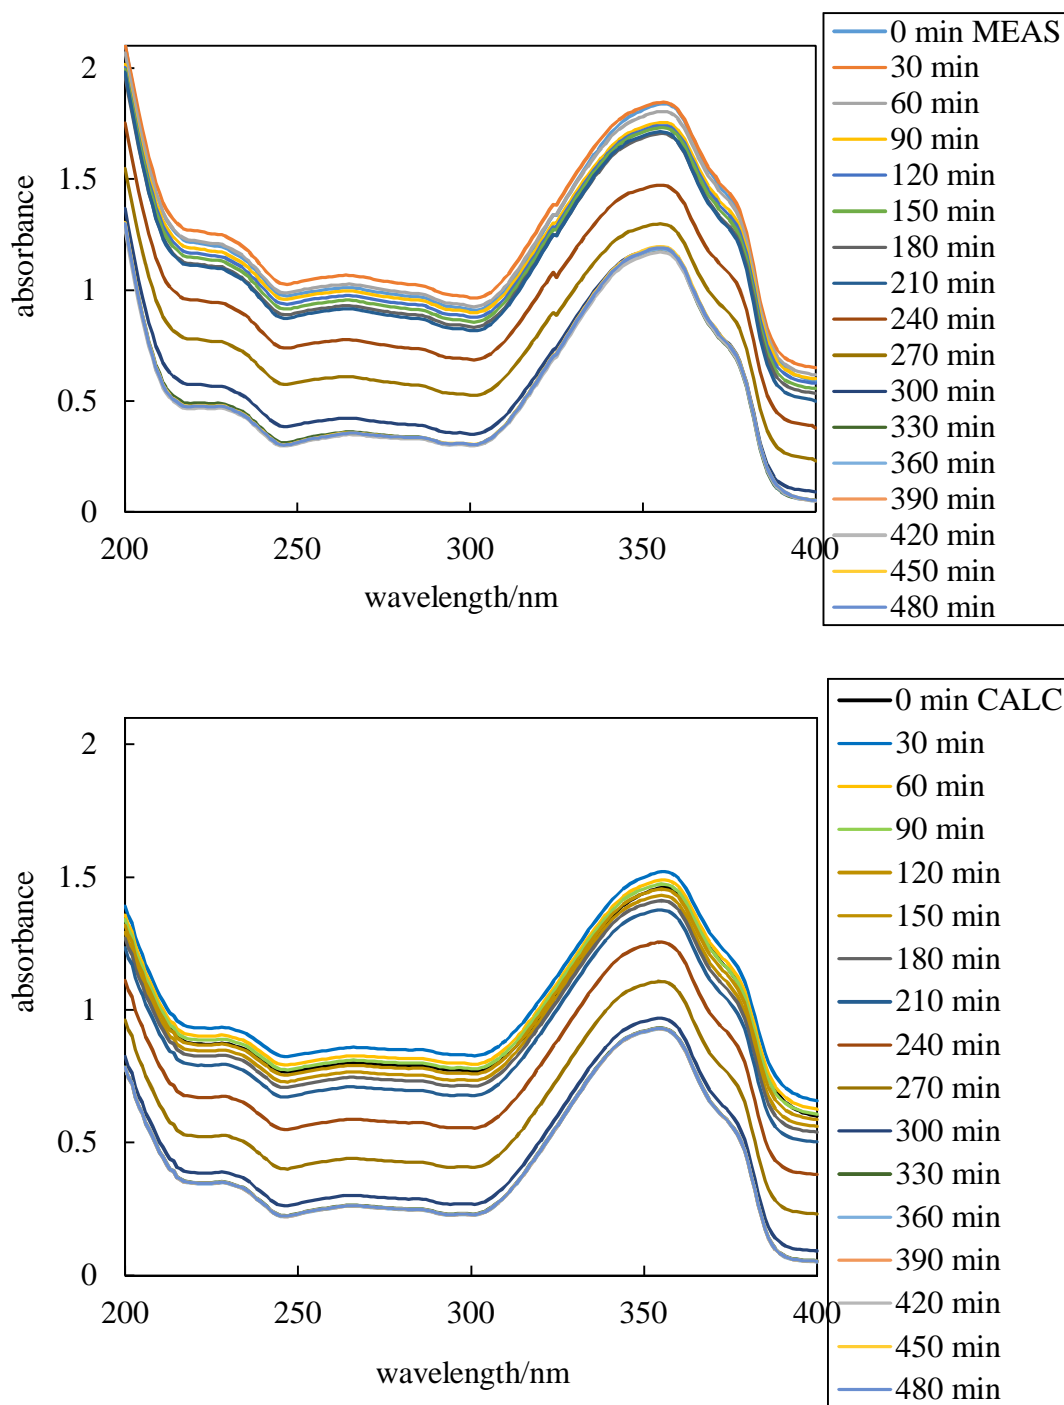 absorbance
2
1.5
1
0.5
0
200
250
300
350
400
wavelength/nm
0 min MEAS
30 min
60 min
90 min
120 min
150 min
180 min
210 min
240 min
270 min
300 min
330 min
360 min
390 min
420 min
450 min
480 min
absorbance
2
1.5
1
0.5
0
200
250
300
350
400
wavelength/nm
0 min CALC
30 min
60 min
90 min
120 min
150 min
180 min
210 min
240 min
270 min
300 min
330 min
360 min
390 min
420 min
450 min
480 min